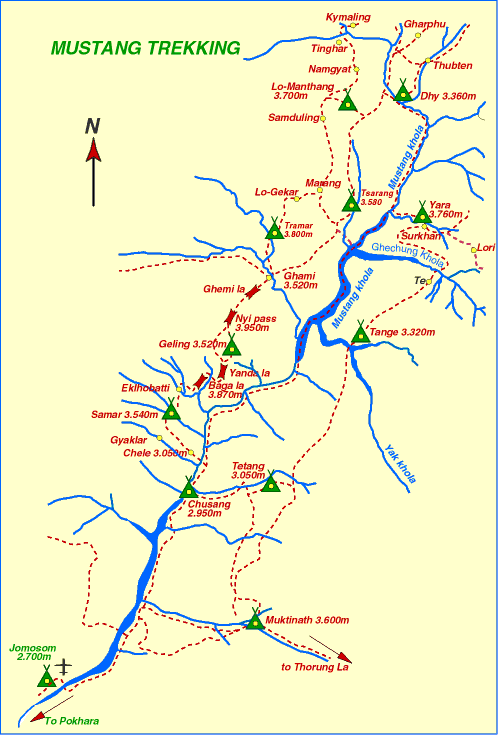 Kymaling
Gharphu
MUSTANG TREKKING
Tinghar
Thubten
Namgyat
Lo-Manthang
3.700m
Dhy 3.360m
Samduling
N
Mustang khola
Marang
Lo-Gekar
Tsarang
3.580
Yara
3.760m
Tramar
3.800m
Surkhan
Ghechung Khola
Lori
Ghami
3.520m
Ghemi la
Mustang khola
Nyi pass
3.950m
Tange 3.320m
Geling 3.520m
Yanda la
Eklhobatti
Baga la
3.870m
Samar 3.540m
Gyaklar
Chele 3.050m
Yak khola
Tetang
3.050m
Chusang
2.950m
Muktinath 3.600m
Jomosom
2.700m
to Thorung La
To Pokhara